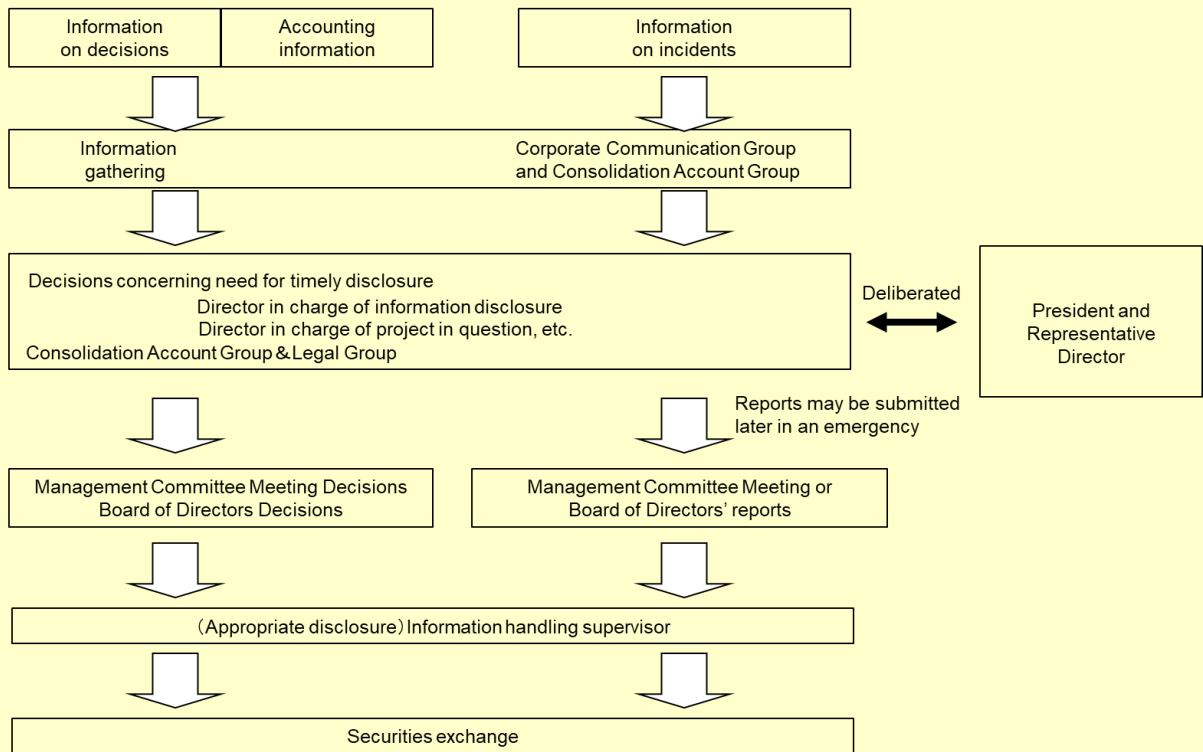 Information
on decisions
Accounting
information
Information
on incidents
Information
gathering
Corporate Communication Group
and Consolidation Account Group
Decisions concerning need for timely disclosure
Director in charge of information disclosure
Director in charge of project in question, etc.
Consolidation Account Group & Legal Group
Deliberated
President and
Representative
Director
Reports may be submitted
later in an emergency
Management Committee Meeting Decisions
Board of Directors Decisions
Management Committee Meeting or
Board of Directors’ reports
（Appropriate disclosure）Information handling supervisor
Securities exchange